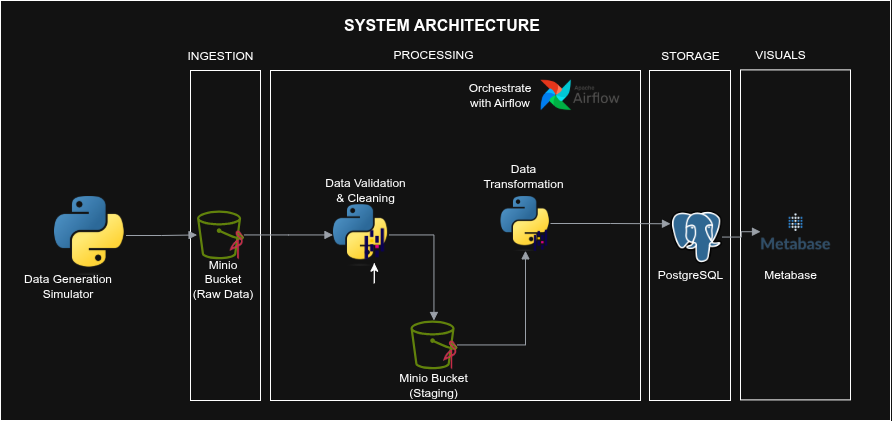 SYSTEM ARCHITECTURE
INGESTION
PROCESSING
STORAGE
VISUALS
Orchestrate
with Airflow
Apache
Airflow
Data Validation
& Cleaning
Data
Transformation
Data Generation
Simulator
Minio
Bucket
(Raw Data)
Minio Bucket
(Staging)
PostgreSQL
Metabase
Metabase